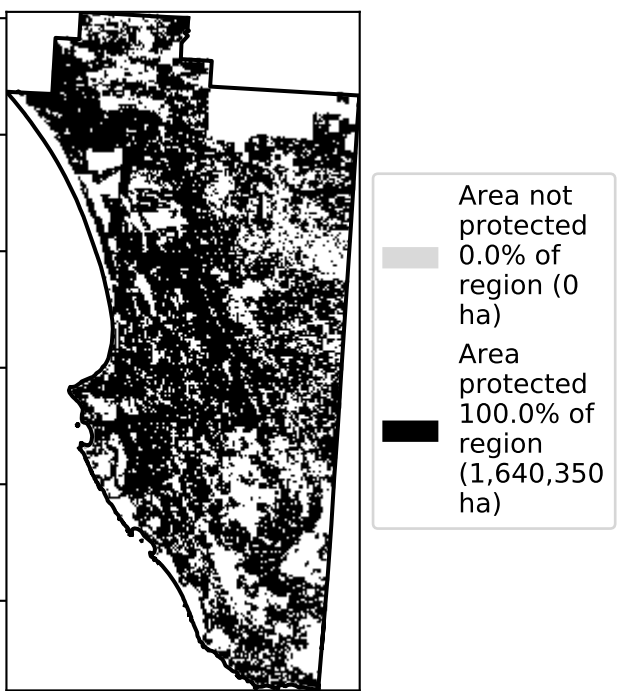 Area not
protected
0.0% of
region (0
ha)
Area
protected
100.0% of
region
(1,640,350
ha)